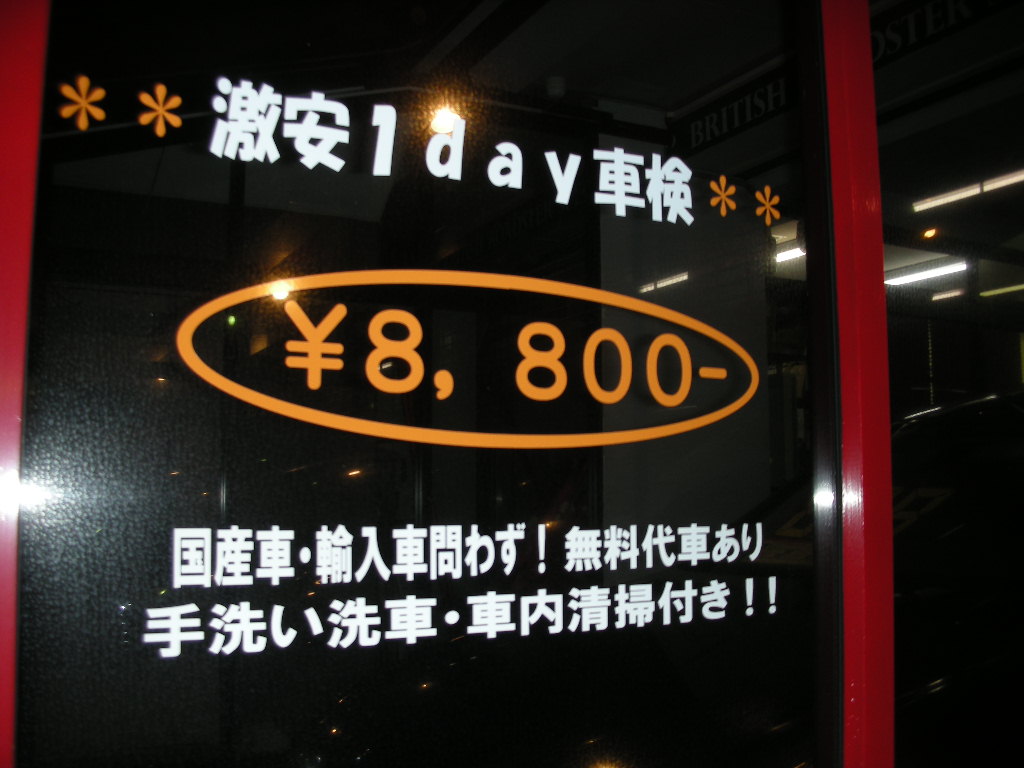 ** 激安1day車検**
¥8,800-
国産車・輸入車問わず!無料代車あり
手洗い洗車・車内清掃付き!!
BRITISH